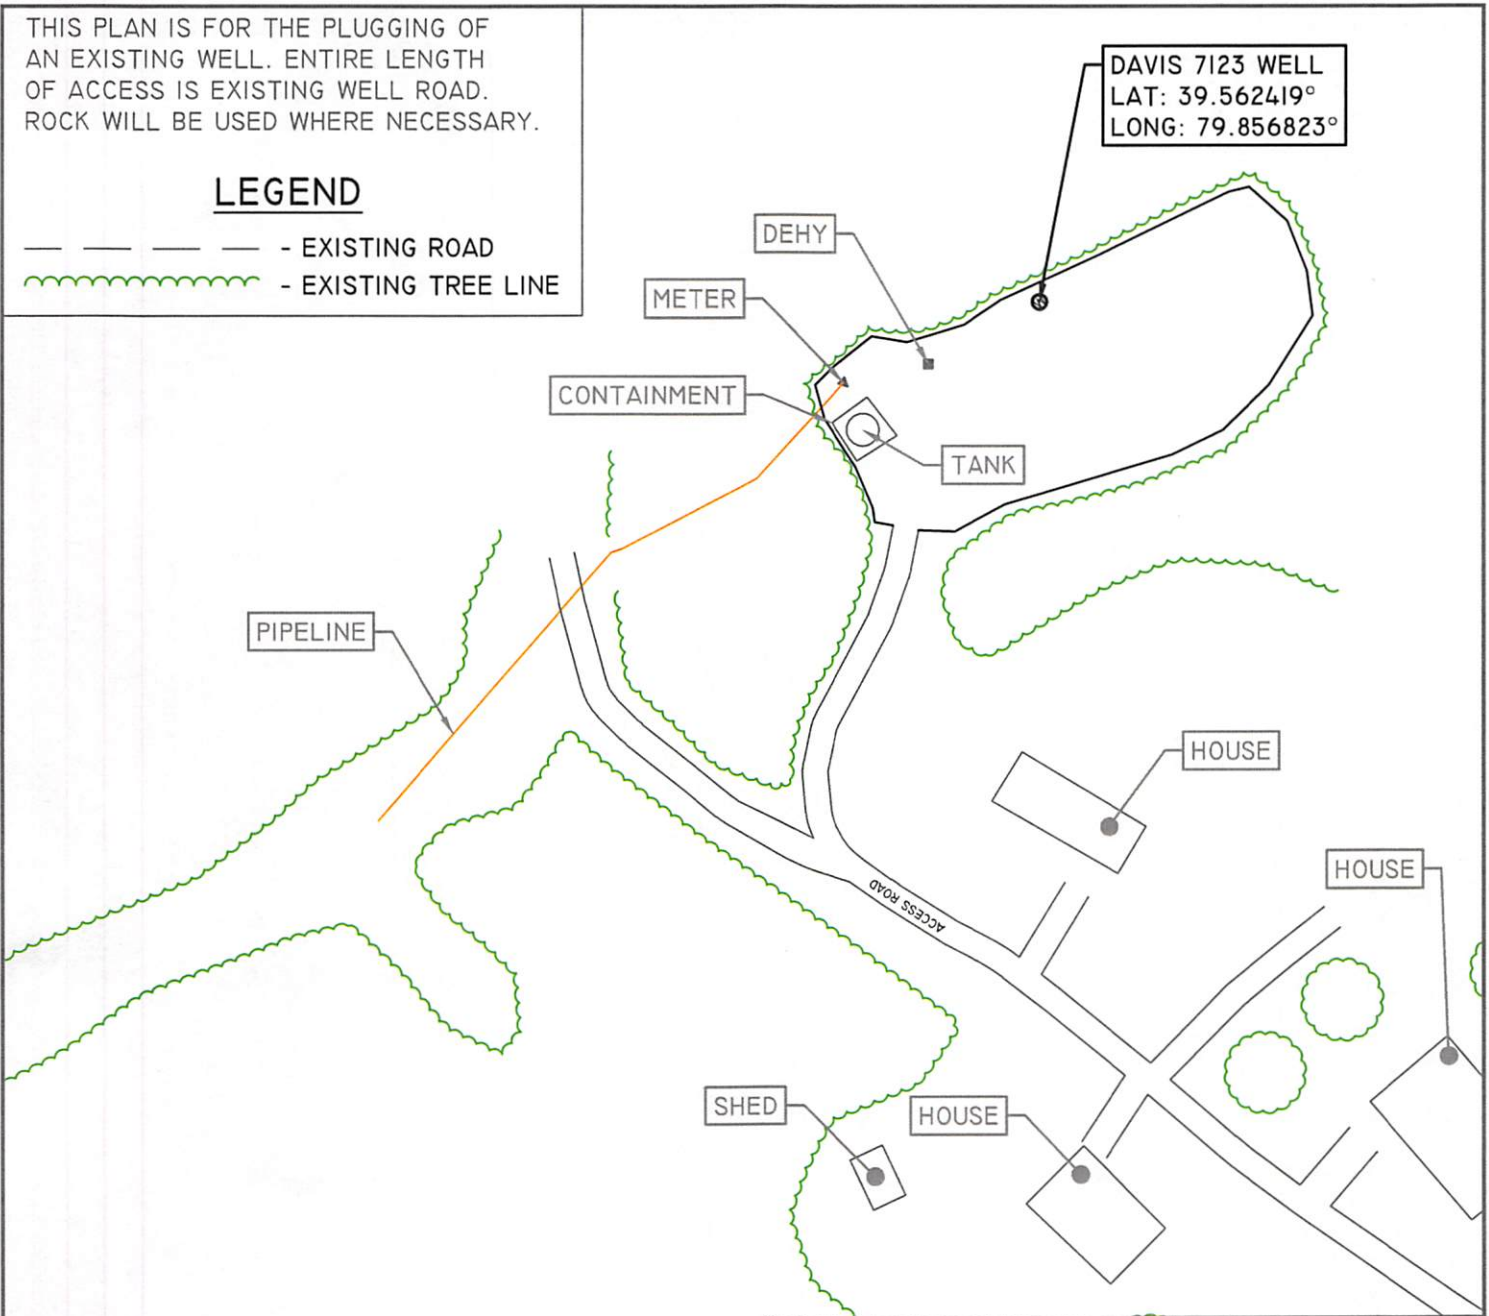 THIS PLAN IS FOR THE PLUGGING OF
AN EXISTING WELL. ENTIRE LENGTH
OF ACCESS IS EXISTING WELL ROAD.
ROCK WILL BE USED WHERE NECESSARY.
LEGEND
- EXISTING ROAD
- EXISTING TREE LINE
DAVIS 7123 WELL
LAT: 39.562419°
LONG: 79.856823°
DEHY
METER
CONTAINMENT
TANK
PIPELINE
HOUSE
HOUSE
ACCESS ROAD
SHED
HOUSE